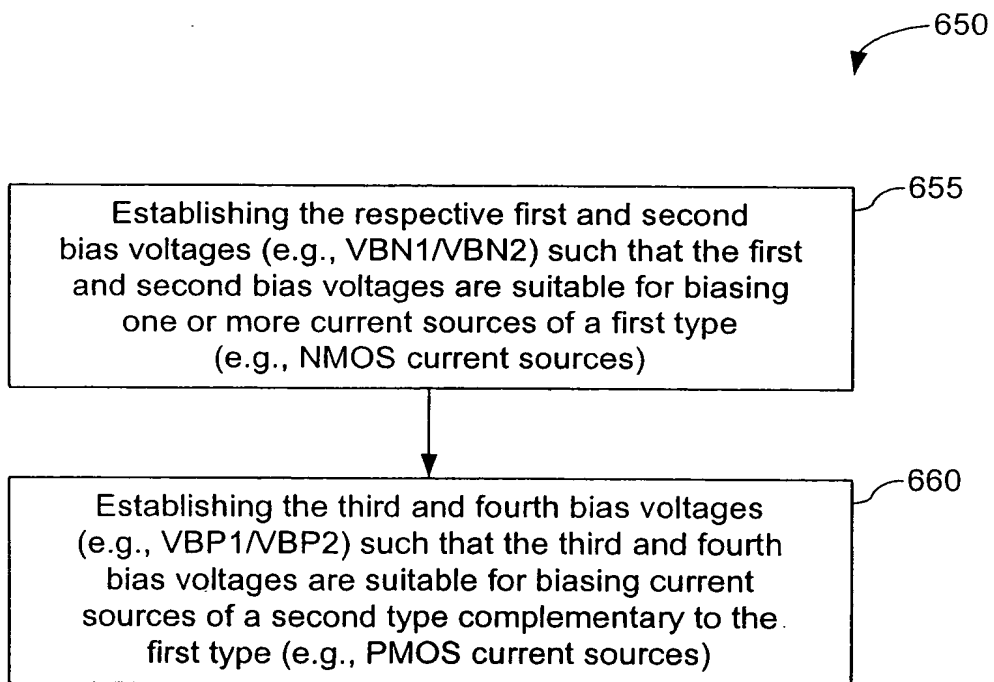 650
655
Establishing the respective first and second
bias voltages (e.g., VBN1/VBN2) such that the first
and second bias voltages are suitable for biasing
one or more current sources of a first type
(e.g., NMOS current sources)
660
Establishing the third and fourth bias voltages
(e.g., VBP1/VBP2) such that the third and fourth
bias voltages are suitable for biasing current
sources of a second type complementary to the
first type (e.g., PMOS current sources)